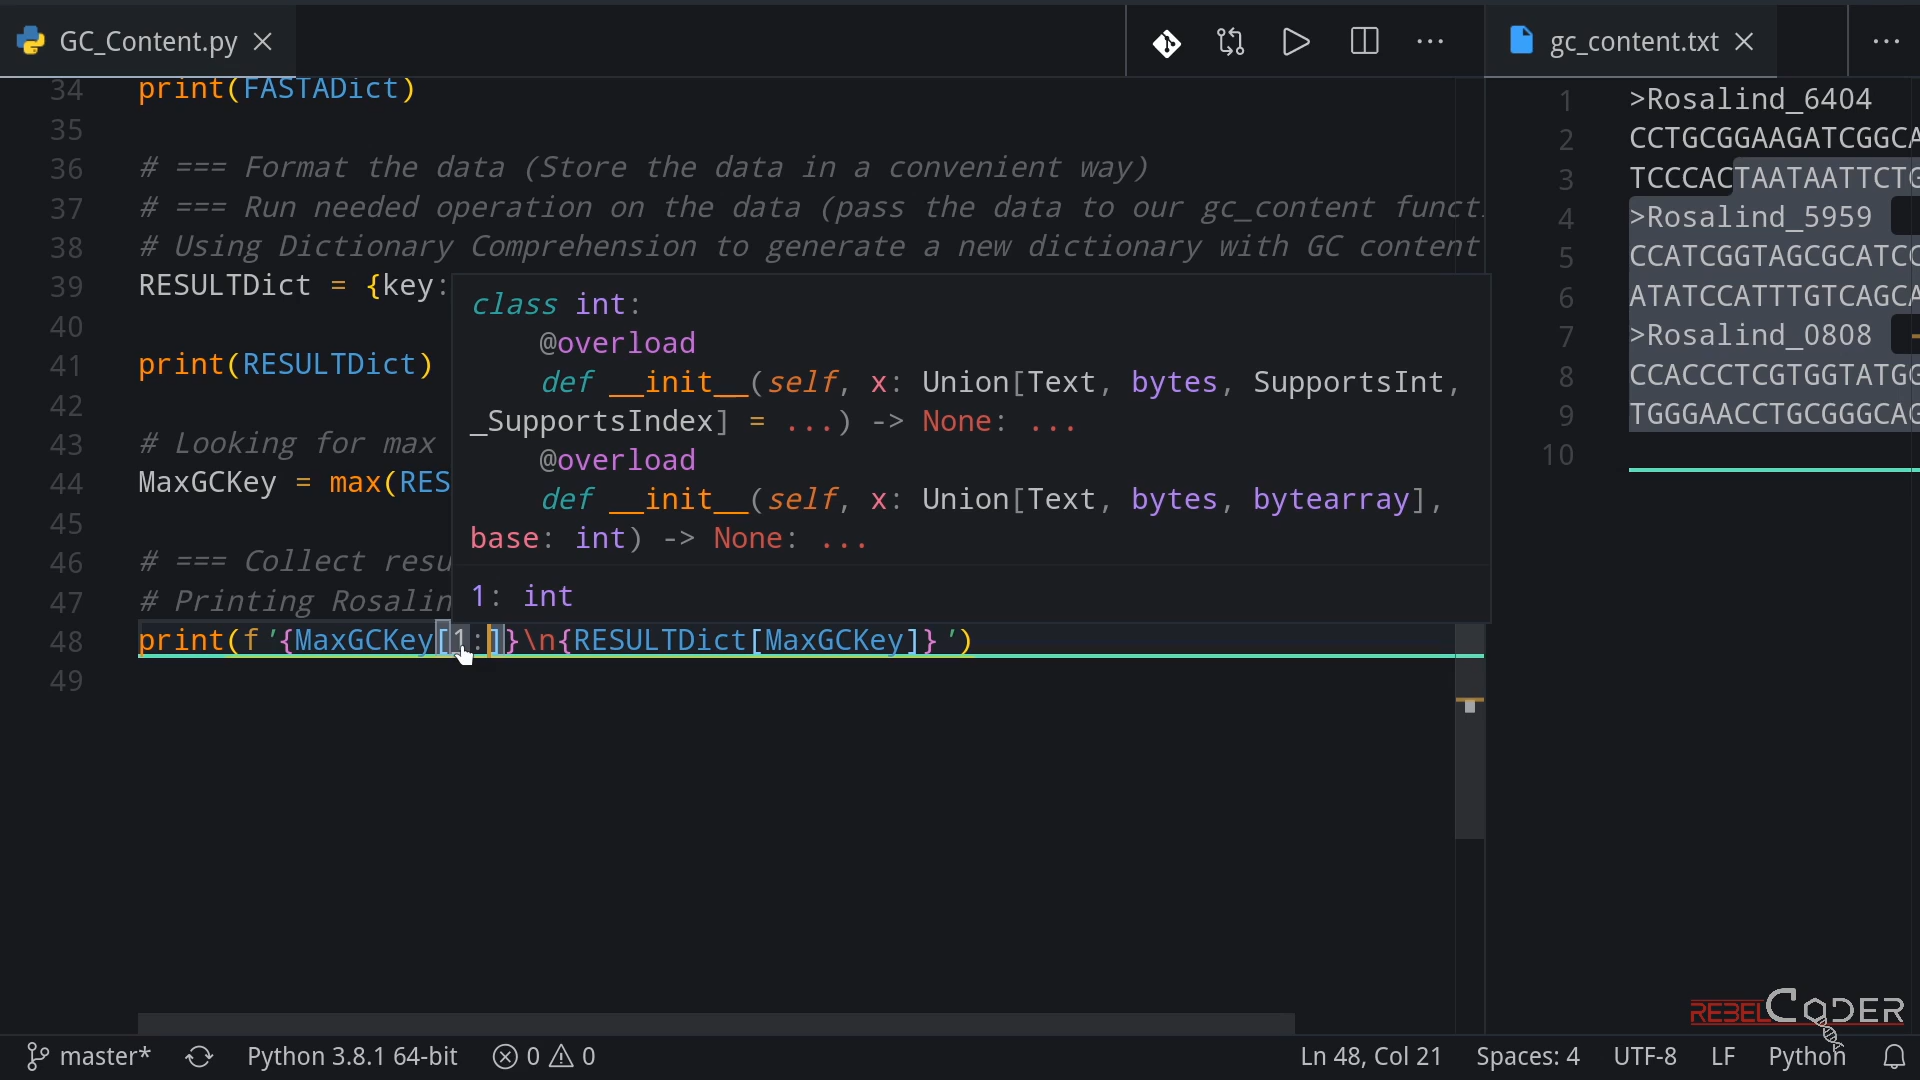 GC_Content.py
gc_content.txt
34 print(FASTADict)
35
36 # === Format the data (Store the data in a convenient way)
37 # === Run needed operation on the data (pass the data to our gc_content funct
38 # Using Dictionary Comprehension to generate a new dictionary with GC content
39 RESULTDict = {key:
40
41 print(RESULTDict)
42
43 # Looking for max
44 MaxGCKey = max(RES
45
46 # === Collect resu
47 # Printing Rosalin
48 print(f'{MaxGCKey[1:]}\n{RESULTDict[MaxGCKey]}')
49
class int:
@overload
def __init__(self, x: Union[Text, bytes, SupportsInt,
_SupportsIndex] = ...) -> None: ...
@overload
def __init__(self, x: Union[Text, bytes, bytearray],
base: int) -> None: ...
1: int
1 >Rosalind_6404
2 CCTGCGGAAGATCGGCA
3 TCCCACTAATAATTCTG
4 >Rosalind_5959
5 CCATCGGTAGCGCATCC
6 ATATCCATTTGTCAGCA
7 >Rosalind_0808
8 CCACCCTCGTGGTATGG
9 TGGGAACCTGCGGGCAG
10
REBELCODER
master* Python 3.8.1 64-bit 0 0 Ln 48, Col 21 Spaces: 4 UTF-8 LF Python